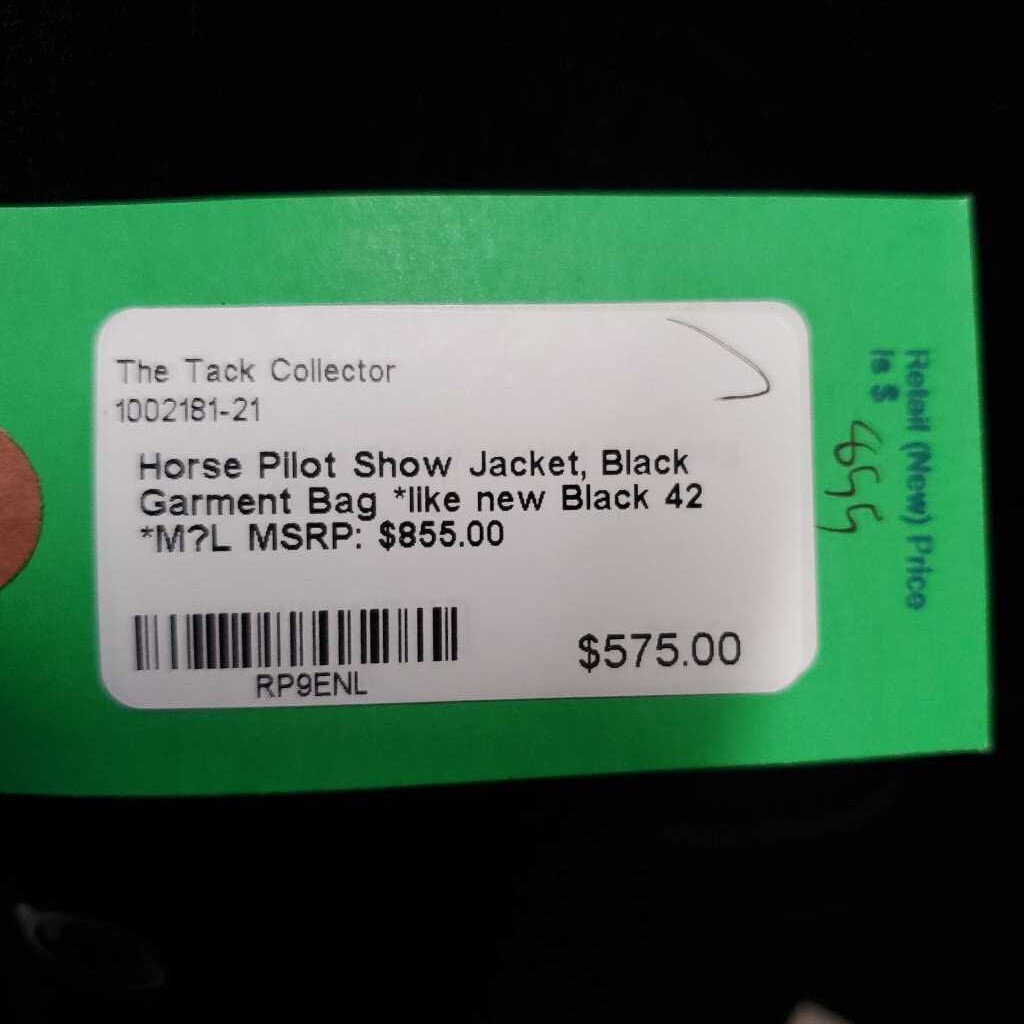 The Tack Collector
1002181-21
Horse Pilot Show Jacket, Black
Garment Bag *like new Black 42
*M?L MSRP: $855.00
RP9ENL
$575.00
Retail (New) Price
is $
855